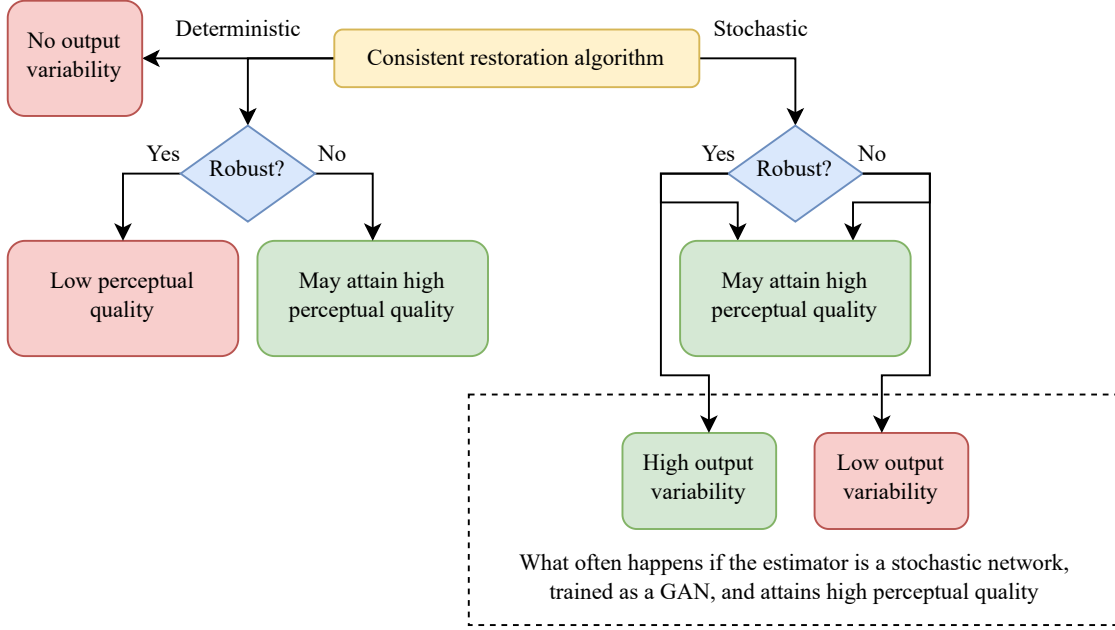 Deterministic
Stochastic
No output
variability
Consistent restoration algorithm
Yes
Robust?
No
Yes
Robust?
No
Low perceptual
quality
May attain high
perceptual quality
May attain high
perceptual quality
High output
variability
Low output
variability
What often happens if the estimator is a stochastic network,
trained as a GAN, and attains high perceptual quality